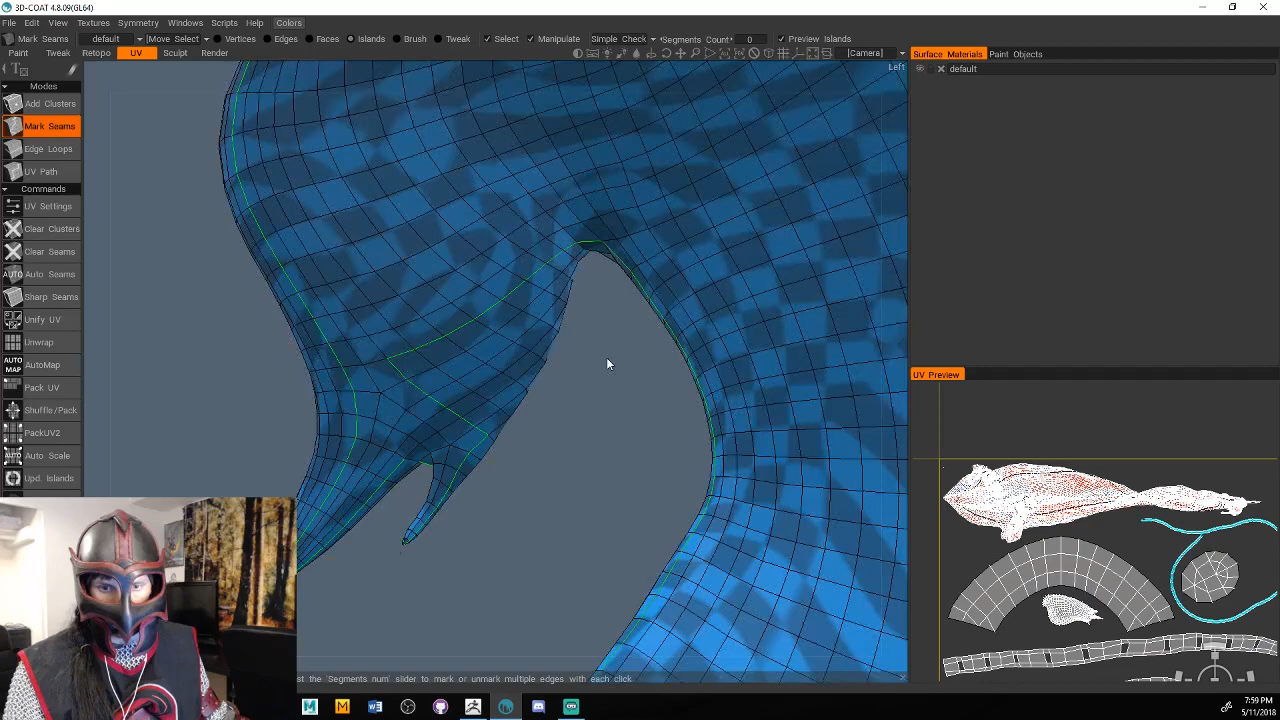 3D-COAT 4.8.09(GL64)
File Edit View Textures Symmetry Windows Scripts Help Colors
Mark Seams default [Move Select] Vertices Edges Faces Islands Brush Tweak Select Manipulate Simple Check Segments Count: 0 Preview Islands
Paint Tweak Retopo UV Sculpt Render [Camera]
Surface Materials Paint Objects
Left
default
Modes
Add Clusters
Mark Seams
Edge Loops
UV Path
Commands
UV Settings
Clear Clusters
Clear Seams
AUTO Auto Seams
Sharp Seams
Unify UV
Unwrap
AUTO MAP AutoMap
Pack UV
UV Preview
Shuffle/Pack
PackUV2
Auto Scale
Upd. Islands
the 'Segments num' slider to mark or unmark multiple edges with each click
7:59 PM
5/11/2018